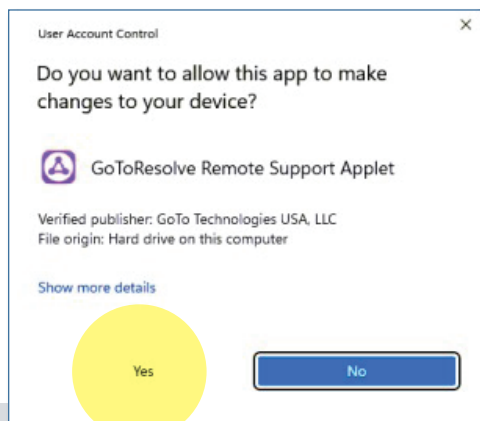 User Account Control
Do you want to allow this app to make
changes to your device?
GoToResolve Remote Support Applet
Verified publisher: GoTo Technologies USA, LLC
File origin: Hard drive on this computer
Show more details
Yes
No